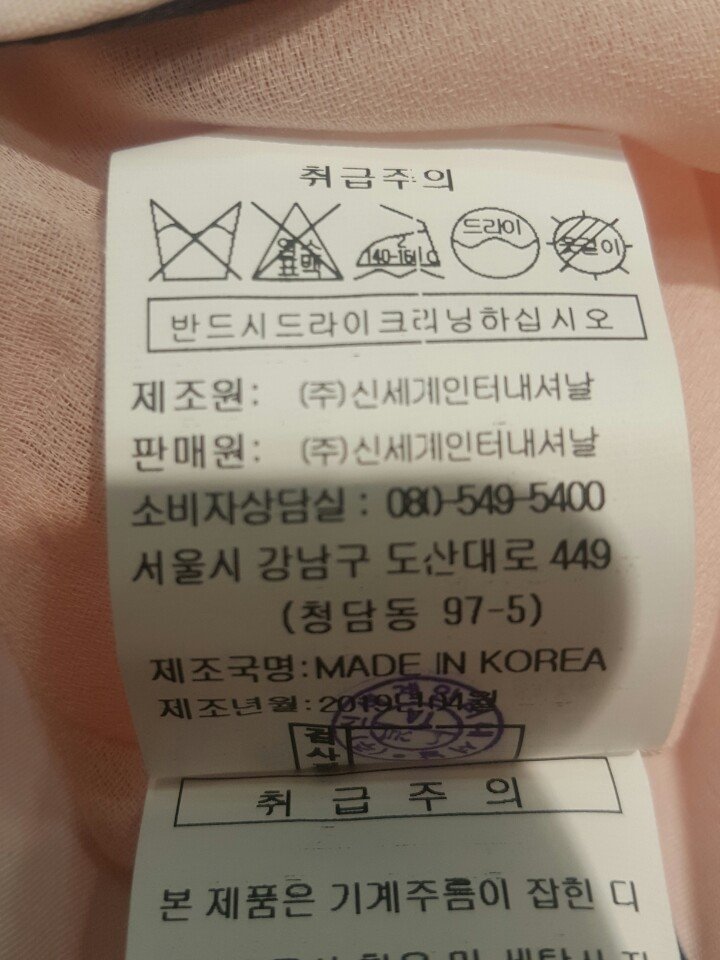 취급주의
염소
표백
2
드라이
옷걸이
반드시드라이크리닝하십시오
제조원: (주)신세계인터내셔날
판매원: (주)신세계인터내셔날
소비자상담실: 080-549-5400
서울시 강남구 도산대로 449
(청담동 97-5)
제조국명:MADE IN KOREA
제조년월:2019년04월
검사
취급주의
본 제품은 기계주름이 잡힌 디